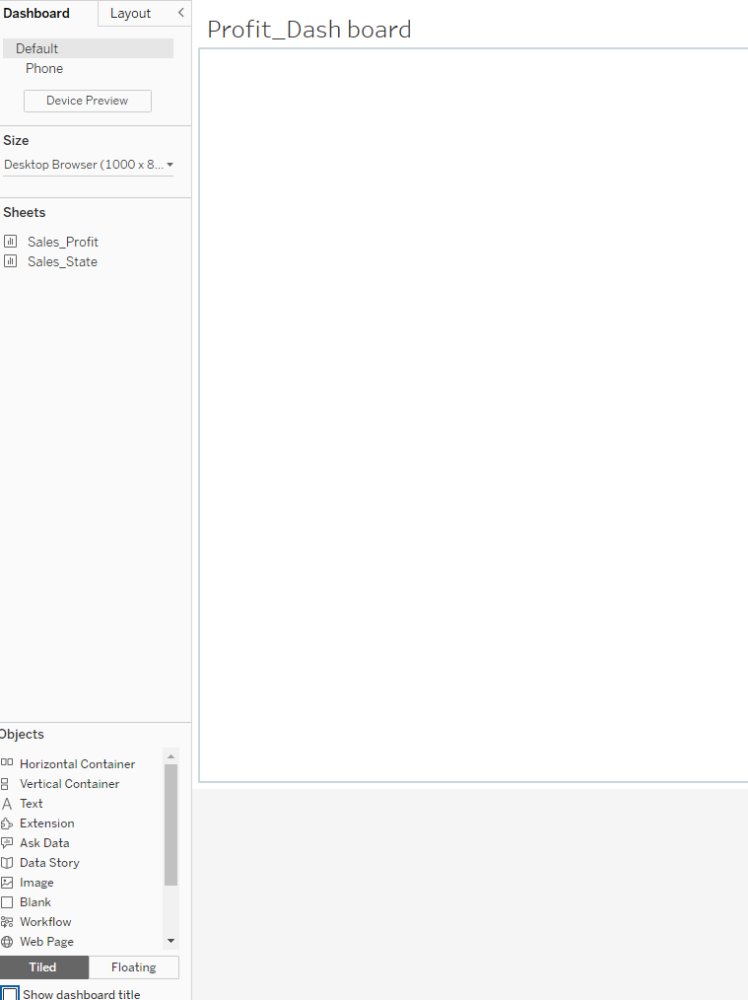 Dashboard
Layout
Default
Phone
Device Preview
Size
Desktop Browser (1000 x 8...
Sheets
Sales_Profit
Sales_State
Objects
Horizontal Container
Vertical Container
Text
Extension
Ask Data
Data Story
Image
Blank
Workflow
Web Page
Tiled
Floating
Show dashboard title
Profit_Dash board